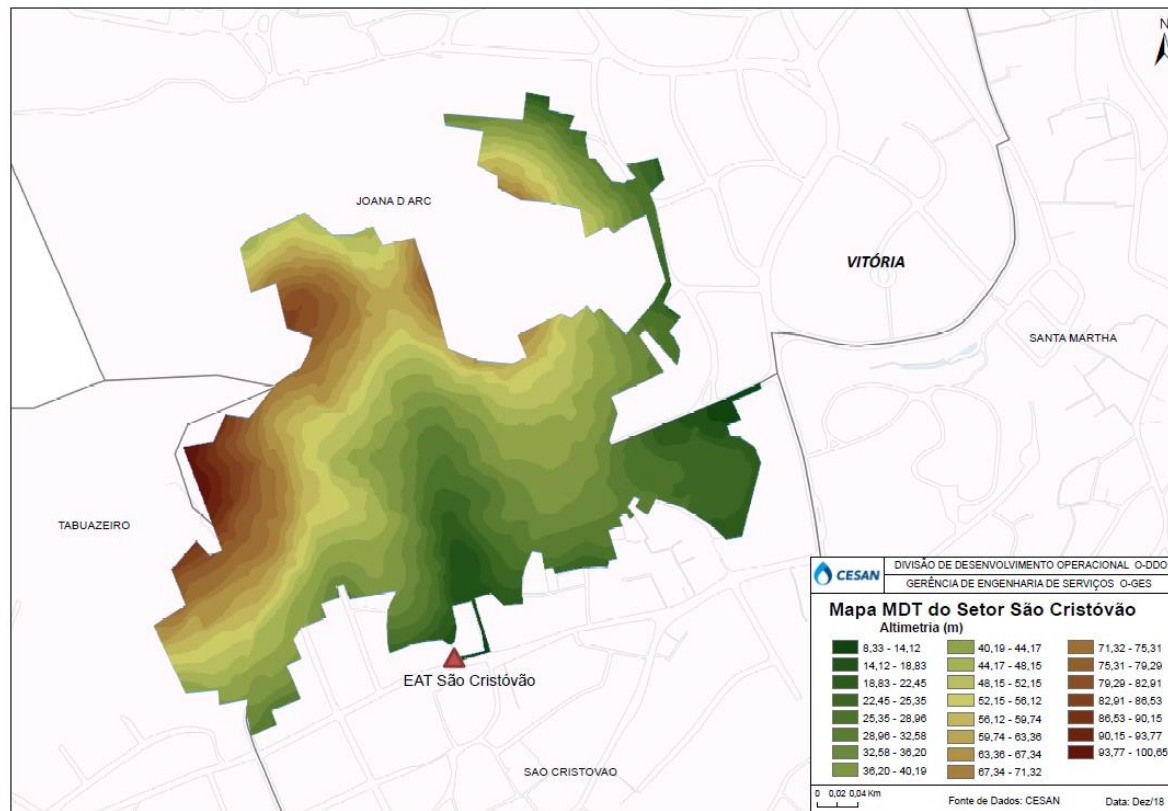 N
JOANA D ARC
VITÓRIA
SANTA MARTHA
TABUAZEIRO
EAT São Cristóvão
SAO CRISTOVAO
CESAN
DIVISÃO DE DESENVOLVIMENTO OPERACIONAL O-DDO
GERÊNCIA DE ENGENHARIA DE SERVIÇOS O-GES
Mapa MDT do Setor São Cristóvão
Altimetria (m)
8,33 - 14,12
14,12 - 18,83
18,83 - 22,45
22,45 - 25,35
25,35 - 28,96
28,96 - 32,58
32,58 - 36,20
36,20 - 40,19
40,19 - 44,17
44,17 - 48,15
48,15 - 52,15
52,15 - 56,12
56,12 - 59,74
59,74 - 63,36
63,36 - 67,34
67,34 - 71,32
71,32 - 75,31
75,31 - 79,29
79,29 - 82,91
82,91 - 86,53
86,53 - 90,15
90,15 - 93,77
93,77 - 100,65
0 0,02 0,04 Km
Fonte de Dados: CESAN
Data: Dez/18